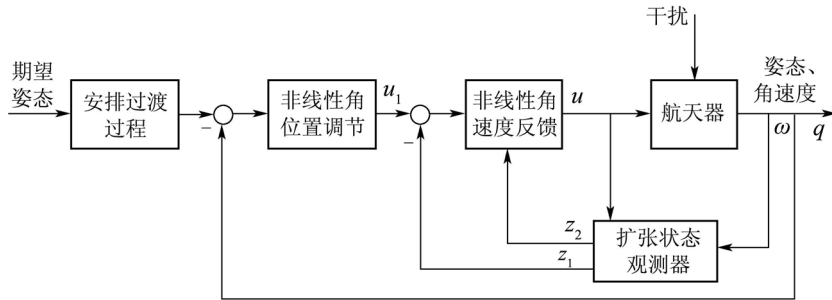 干扰
期望
姿态
安排过渡
过程
−
非线性角
位置调节
u₁
−
非线性角
速度反馈
u
航天器
姿态、
角速度
ω
q
z₂
z₁
扩张状态
观测器